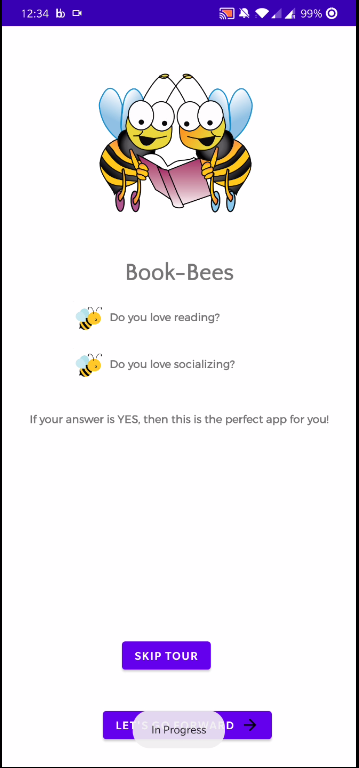 12:34
99%
Book-Bees
Do you love reading?
Do you love socializing?
If your answer is YES, then this is the perfect app for you!
SKIP TOUR
LET'S GO FORWARD
In Progress